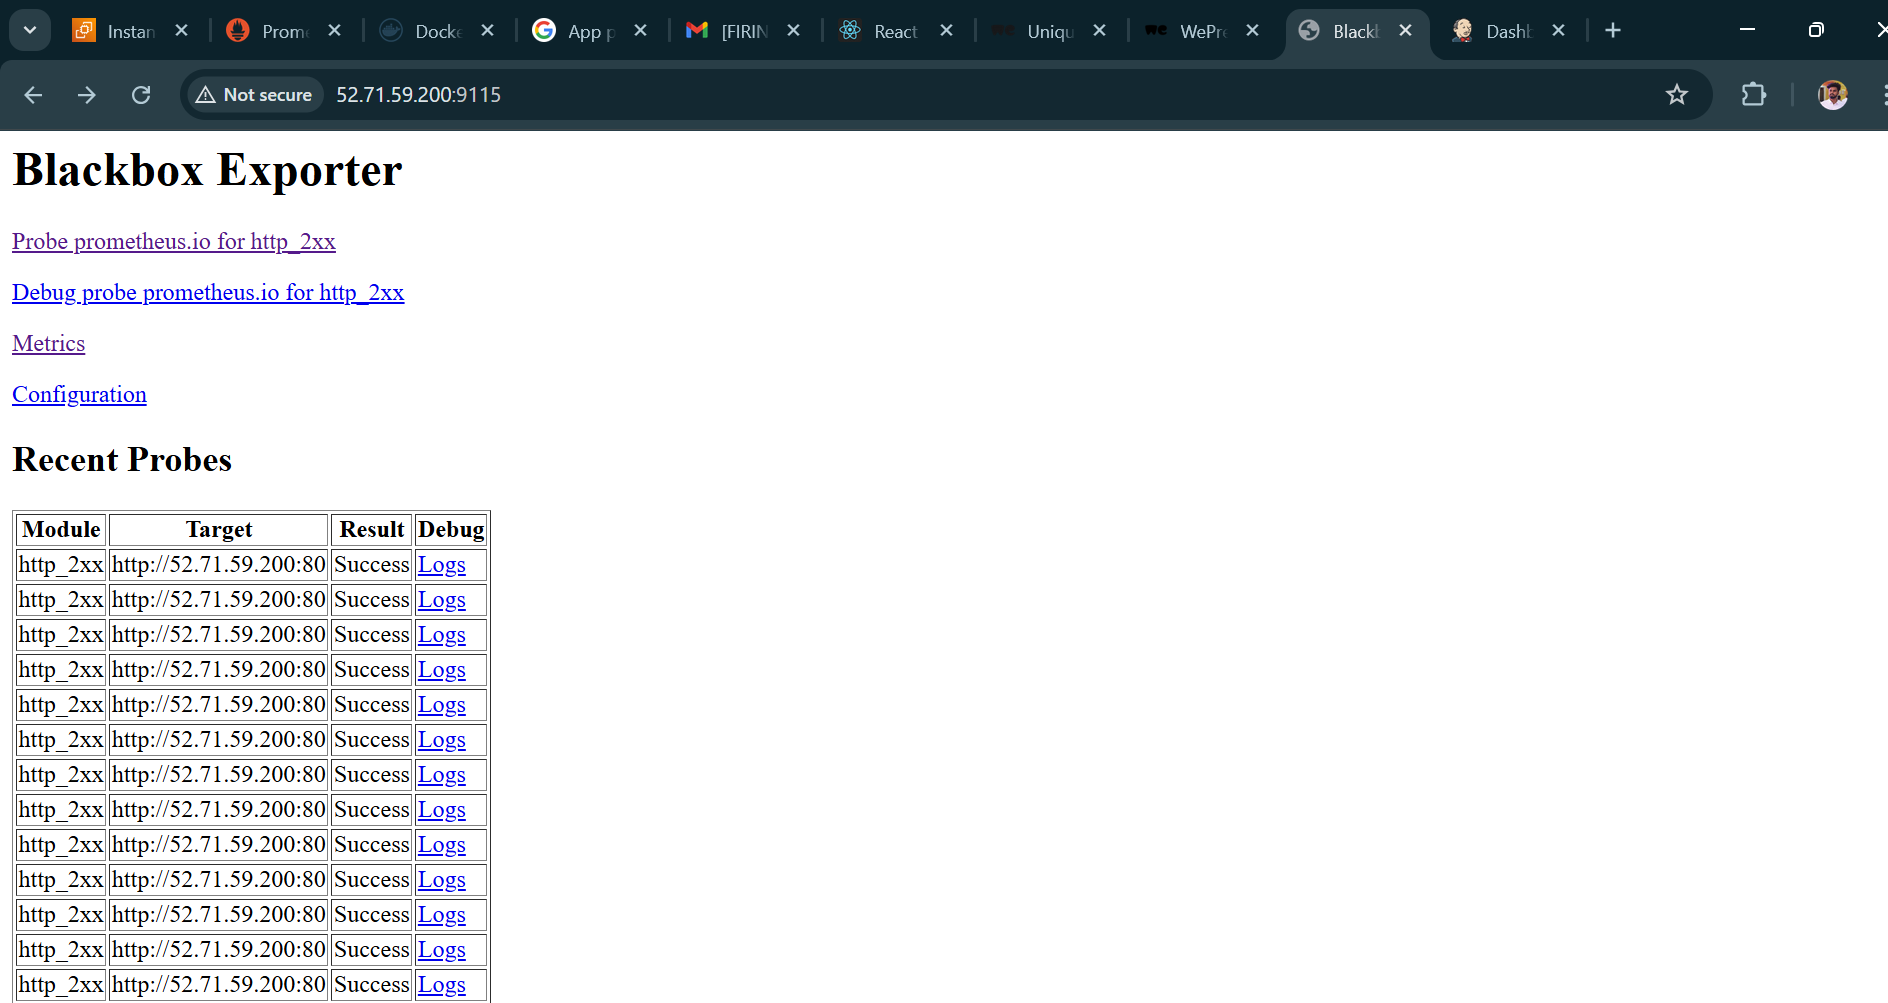 Instan Prom Docke G App p [FIRIN React Uniqu we WePr Black Dash
Not secure 52.71.59.200:9115
Blackbox Exporter
Probe prometheus.io for http_2xx
Debug probe prometheus.io for http_2xx
Metrics
Configuration
Recent Probes
Module Target Result Debug
http_2xx http://52.71.59.200:80 Success Logs
http_2xx http://52.71.59.200:80 Success Logs
http_2xx http://52.71.59.200:80 Success Logs
http_2xx http://52.71.59.200:80 Success Logs
http_2xx http://52.71.59.200:80 Success Logs
http_2xx http://52.71.59.200:80 Success Logs
http_2xx http://52.71.59.200:80 Success Logs
http_2xx http://52.71.59.200:80 Success Logs
http_2xx http://52.71.59.200:80 Success Logs
http_2xx http://52.71.59.200:80 Success Logs
http_2xx http://52.71.59.200:80 Success Logs
http_2xx http://52.71.59.200:80 Success Logs
http_2xx http://52.71.59.200:80 Success Logs